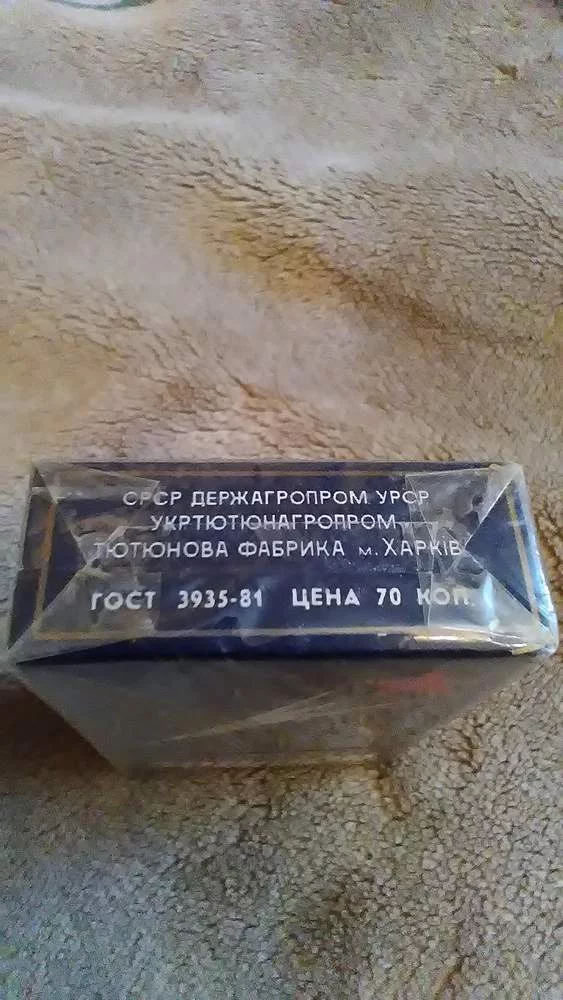 СРСР ДЕРЖАГРОПРОМ УРСР
УКРТЮТЮНАГРОПРОМ
ТЮТЮНОВА ФАБРИКА м. ХАРКІВ
ГОСТ 3935-81 ЦЕНА 70 КОП.